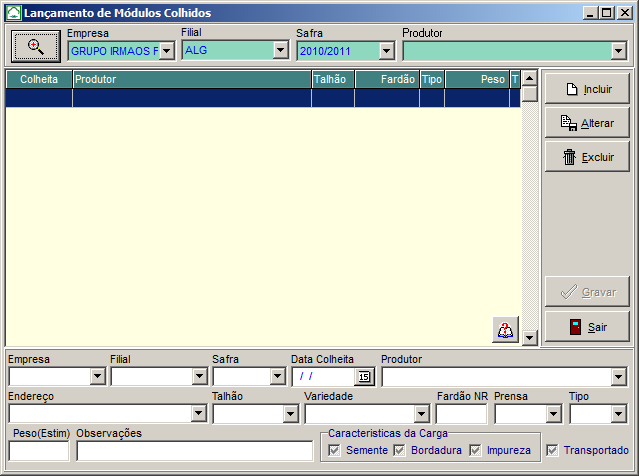 Lançamento de Módulos Colhidos
Empresa Filial Safra Produtor
GRUPO IRMAOS F ALG 2010/2011
Colheita Produtor Talhão Fardão Tipo Peso T
Incluir
Alterar
Excluir
Gravar
Sair
Empresa Filial Safra Data Colheita Produtor
/ / 15
Endereço Talhão Variedade Fardão NR Prensa Tipo
Peso(Estim) Observações Caracteristicas da Carga
Semente Bordadura Impureza Transportado